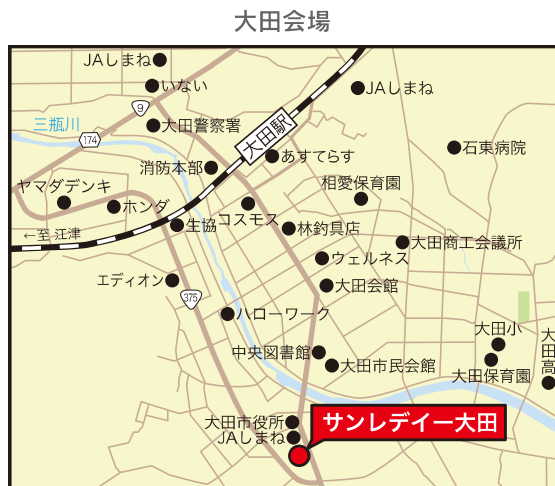 大田会場
JAしまね
いない
9
JAしまね
三瓶川
174
大田警察署
大田駅
石東病院
消防本部
あすてらす
ヤマダデンキ
相愛保育園
ホンダ
コスモス
生協
林釣具店
←至 江津
大田商工会議所
ウェルネス
エディオン
大田会館
375
ハローワーク
大田小
大田高
中央図書館
大田市民会館
大田保育園
大田市役所
サンレディー大田
JAしまね